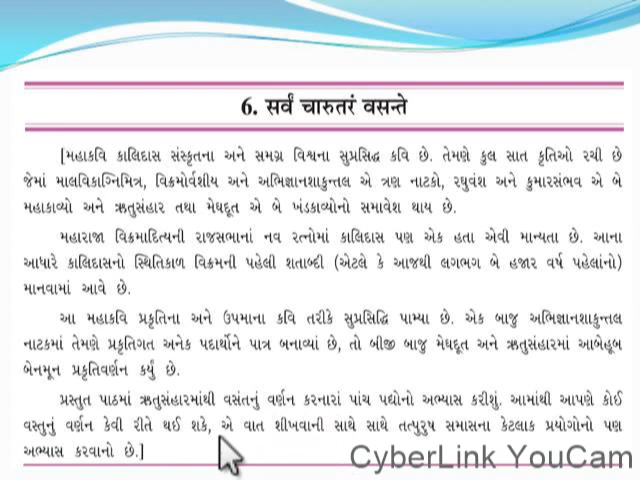 6. सर्वं चारुतरं वसन्ते
[મહાકવિ કાલિદાસ સંસ્કૃતના અને સમગ્ર વિશ્વના સુપ્રસિદ્ધ કવિ છે. તેમણે કુલ સાત કૃતિઓ રચી છે
જેમાં માલવિકાગ્નિમિત્ર, વિક્રમોર્વશીય અને અભિજ્ઞાનશાકુન્તલ એ ત્રણ નાટકો, રઘુવંશ અને કુમારસંભવ એ બે
મહાકાવ્યો અને ઋતુસંહાર તથા મેઘદૂત એ બે ખંડકાવ્યોનો સમાવેશ થાય છે.
મહારાજા વિક્રમાદિત્યની રાજસભાનાં નવ રત્નોમાં કાલિદાસ પણ એક હતા એવી માન્યતા છે. આના
આધારે કાલિદાસનો સ્થિતિકાળ વિક્રમની પહેલી શતાબ્દી (એટલે કે આજથી લગભગ બે હજાર વર્ષ પહેલાંનો)
માનવામાં આવે છે.
આ મહાકવિ પ્રકૃતિના અને ઉપમાના કવિ તરીકે સુપ્રસિદ્ધિ પામ્યા છે. એક બાજુ અભિજ્ઞાનશાકુન્તલ
નાટકમાં તેમણે પ્રકૃતિગત અનેક પદાર્થોને પાત્ર બનાવ્યાં છે, તો બીજી બાજુ મેઘદૂત અને ઋતુસંહારમાં આબેહૂબ
બેનમૂન પ્રકૃતિવર્ણન કર્યું છે.
પ્રસ્તુત પાઠમાં ઋતુસંહારમાંથી વસંતનું વર્ણન કરનારાં પાંચ પદ્યોનો અભ્યાસ કરીશું. આમાંથી આપણે કોઈ
વસ્તુનું વર્ણન કેવી રીતે થઈ શકે, એ વાત શીખવાની સાથે સાથે તત્પુરુષ સમાસના કેટલાક પ્રયોગોનો પણ
અભ્યાસ કરવાનો છે.]
CyberLink YouCam